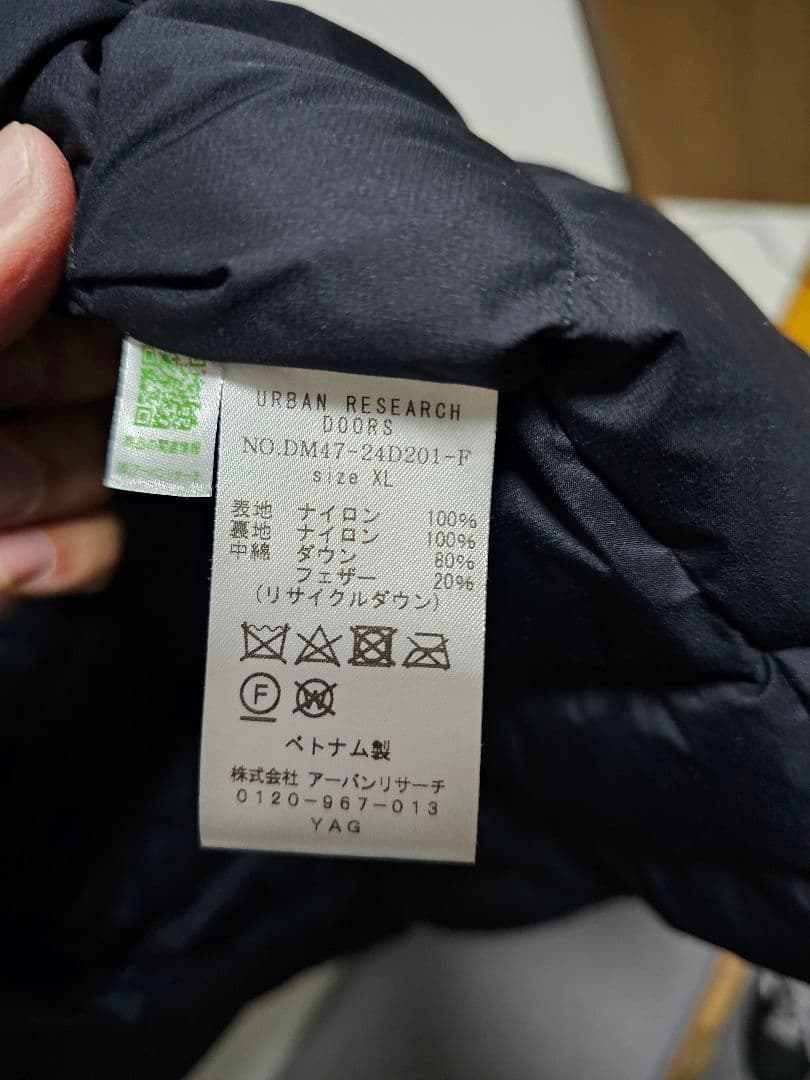 URBAN RESEARCH
DOORS
NO.DM47-24D201-F
size XL
表地 ナイロン 100%
裏地 ナイロン 100%
中綿 ダウン 80%
フェザー 20%
(リサイクルダウン)
F W
ベトナム製
株式会社 アーバンリサーチ
0120-967-013
YAG